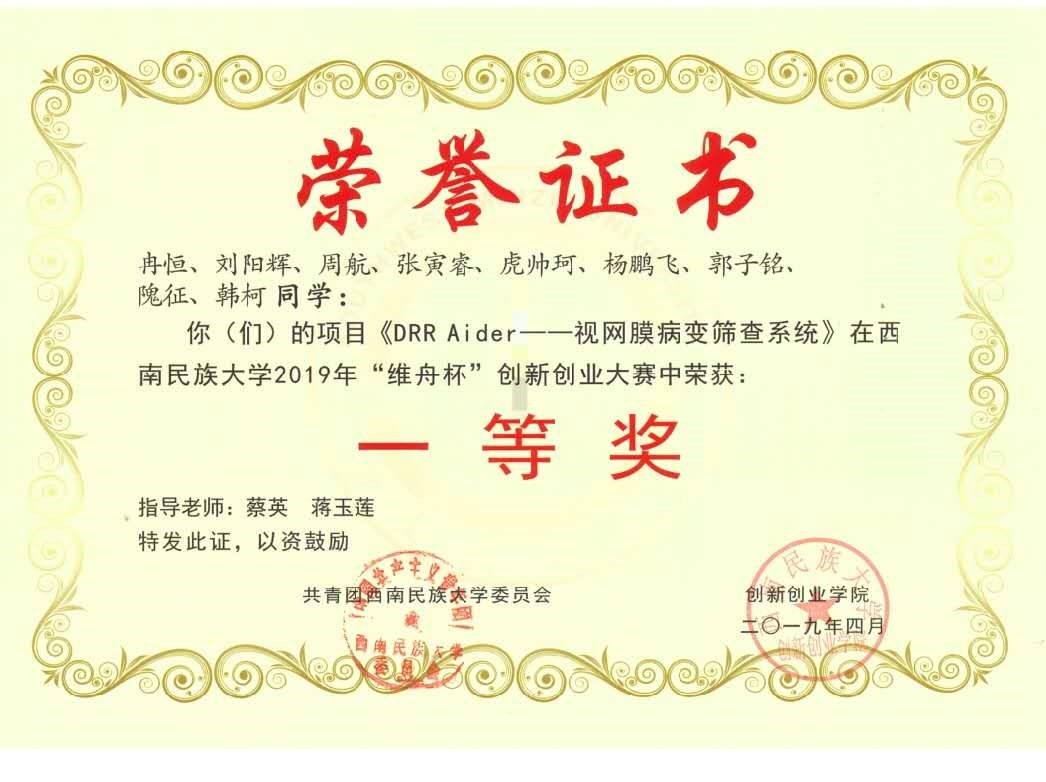 荣誉证书
冉恒、刘阳辉、周航、张寅睿、虎帅珂、杨鹏飞、郭子铭、
隗征、韩柯 同学：
你（们）的项目《DRR Aider——视网膜病变筛查系统》在西
南民族大学2019年“维舟杯”创新创业大赛中荣获：
一等奖
指导老师：蔡英 蒋玉莲
特发此证，以资鼓励
共青团西南民族大学委员会
创新创业学院
二〇一九年四月
西南民族大学
委员会
西南民族大学
创新创业学院